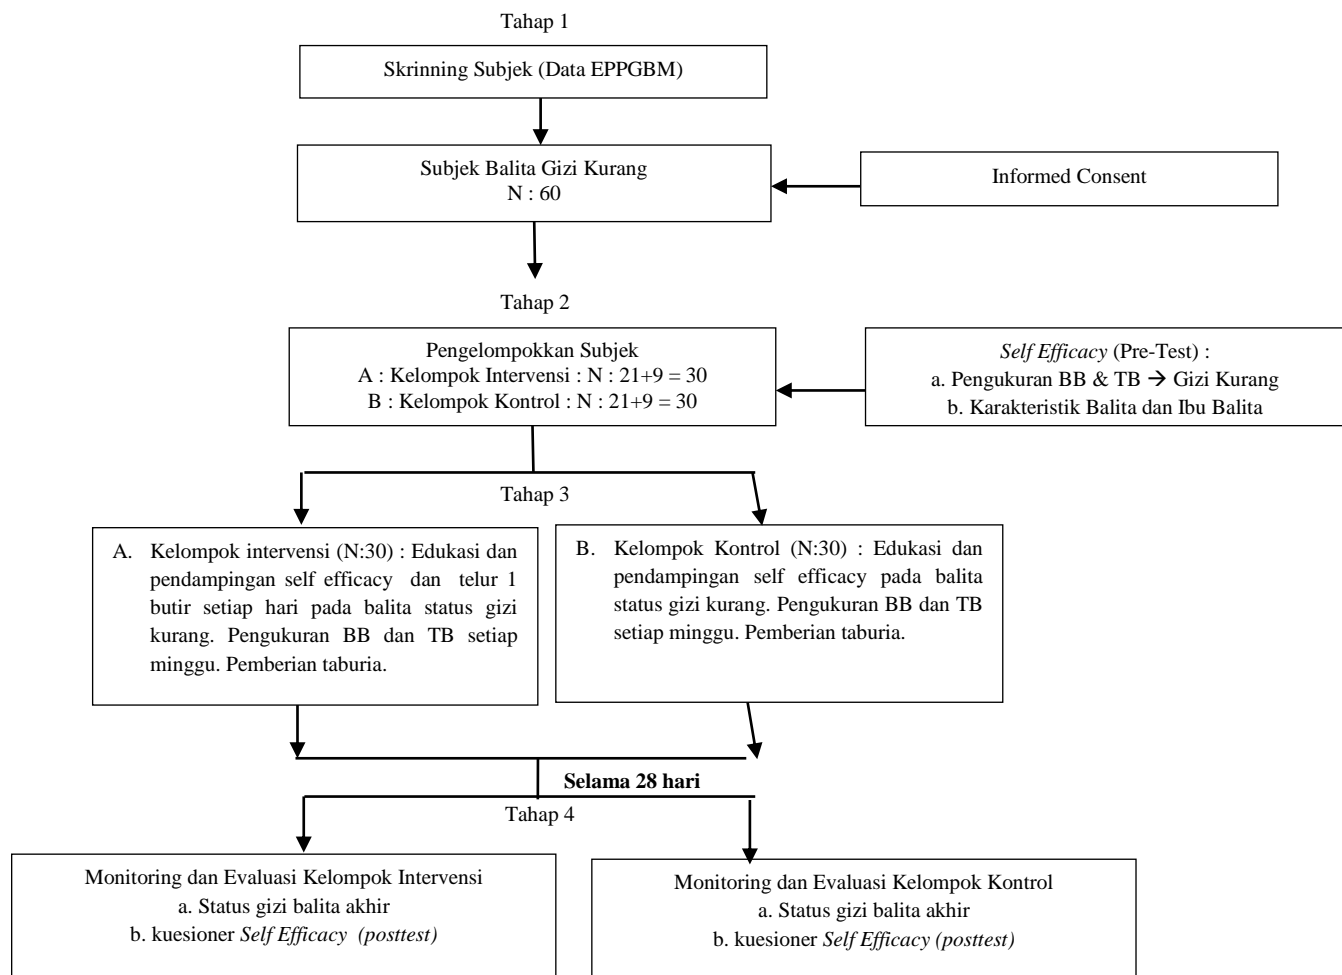 Tahap 1
Skrinning Subjek (Data EPPGBM)
Subjek Balita Gizi Kurang
N : 60
Informed Consent
Tahap 2
Pengelompokkan Subjek
A : Kelompok Intervensi : N : 21+9 = 30
B : Kelompok Kontrol : N : 21+9 = 30
Self Efficacy (Pre-Test) :
a. Pengukuran BB & TB → Gizi Kurang
b. Karakteristik Balita dan Ibu Balita
Tahap 3
A. Kelompok intervensi (N:30) : Edukasi dan
pendampingan self efficacy dan telur 1
butir setiap hari pada balita status gizi
kurang. Pengukuran BB dan TB setiap
minggu. Pemberian taburia.
B. Kelompok Kontrol (N:30) : Edukasi dan
pendampingan self efficacy pada balita
status gizi kurang. Pengukuran BB dan TB
setiap minggu. Pemberian taburia.
Selama 28 hari
Tahap 4
Monitoring dan Evaluasi Kelompok Intervensi
a. Status gizi balita akhir
b. kuesioner Self Efficacy (posttest)
Monitoring dan Evaluasi Kelompok Kontrol
a. Status gizi balita akhir
b. kuesioner Self Efficacy (posttest)